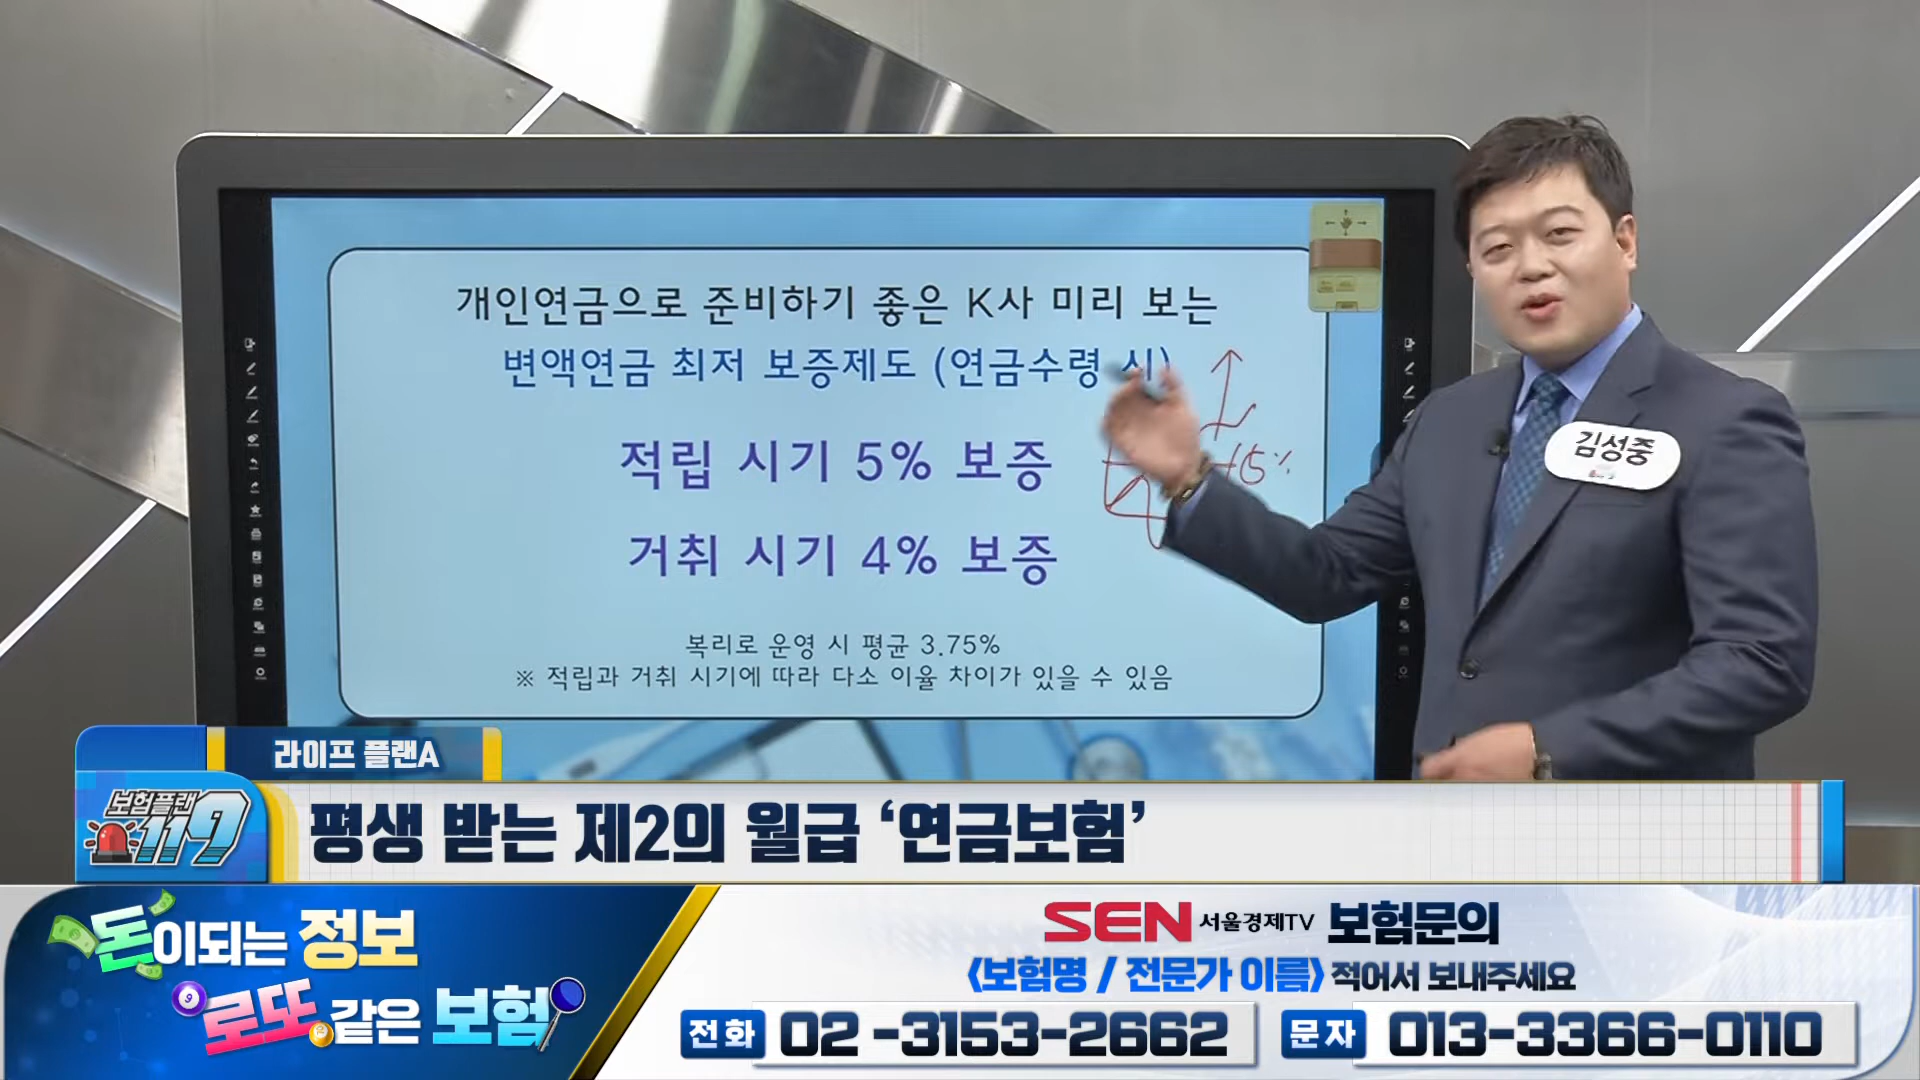 개인연금으로 준비하기 좋은 K사 미리 보는
변액연금 최저 보증제도 (연금수령 시)
적립 시기 5% 보증
거취 시기 4% 보증
복리로 운영 시 평균 3.75%
※ 적립과 거취 시기에 따라 다소 이율 차이가 있을 수 있음
15%
김성중
라이프 플랜A
보험플랜
119
평생 받는 제2의 월급 ‘연금보험’
돈이되는 정보
로또 같은 보험
9
SEN 서울경제TV 보험문의
<보험명 / 전문가 이름> 적어서 보내주세요
전화 02 -3153-2662
문자 013-3366-0110